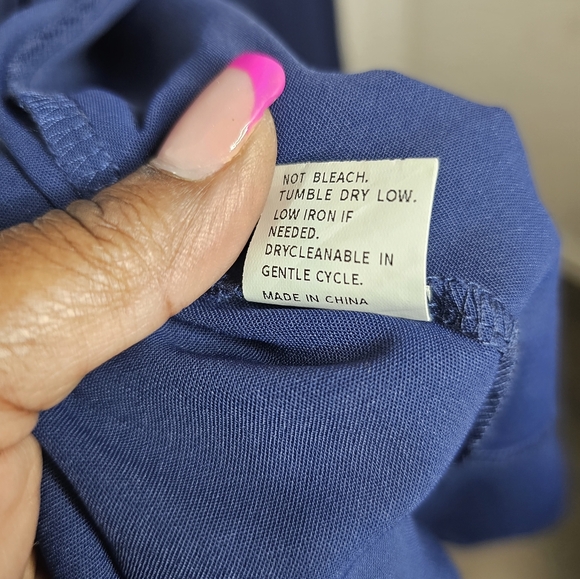 NOT BLEACH.
TUMBLE DRY LOW.
LOW IRON IF
NEEDED.
DRYCLEANABLE IN
GENTLE CYCLE.
MADE IN CHINA